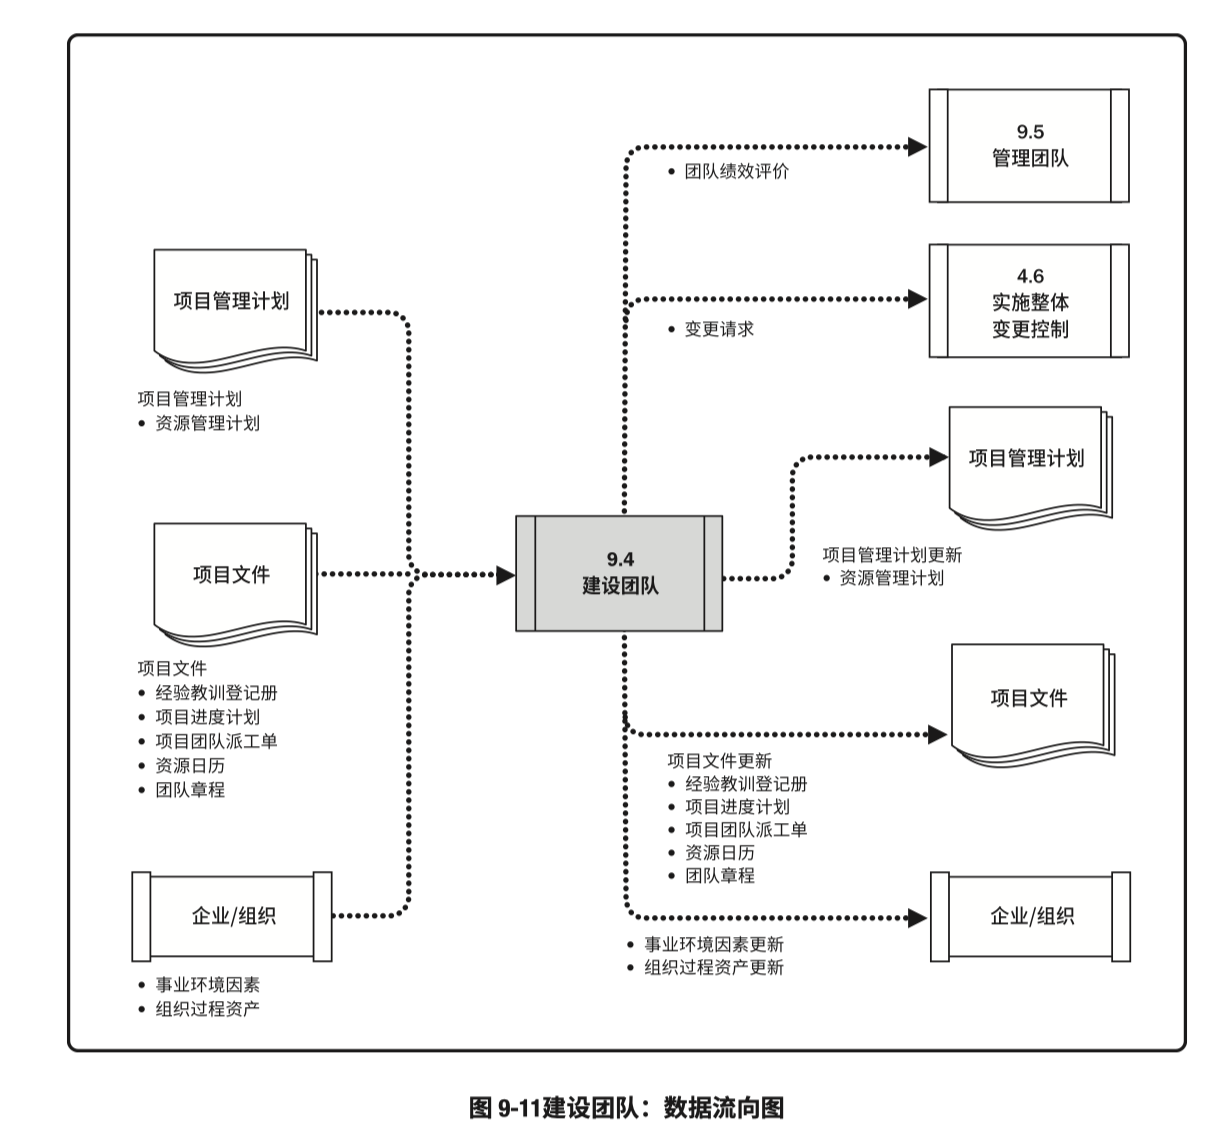 9.5
管理团队
团队绩效评价
4.6
实施整体
变更控制
变更请求
项目管理计划
项目管理计划
• 资源管理计划
项目管理计划
项目管理计划更新
• 资源管理计划
9.4
建设团队
项目文件
项目文件
• 经验教训登记册
• 项目进度计划
• 项目团队派工单
• 资源日历
• 团队章程
项目文件
项目文件更新
• 经验教训登记册
• 项目进度计划
• 项目团队派工单
• 资源日历
• 团队章程
企业/组织
• 事业环境因素
• 组织过程资产
企业/组织
• 事业环境因素更新
• 组织过程资产更新
图 9-11建设团队：数据流向图